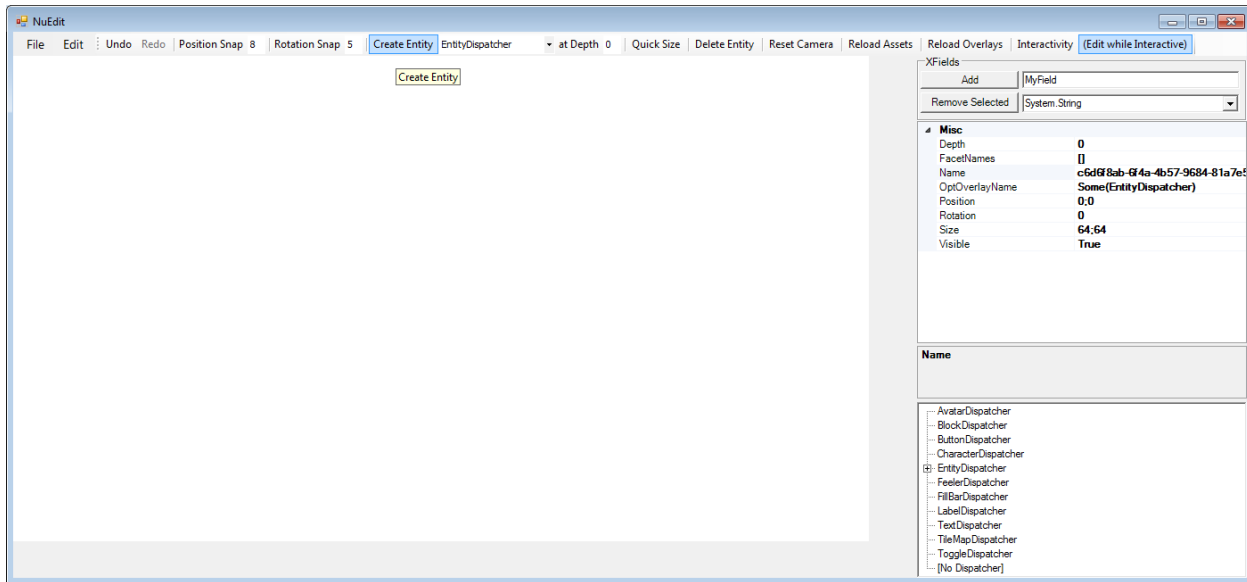 NuEdit
File Edit Undo Redo Position Snap 8 Rotation Snap 5 Create Entity EntityDispatcher at Depth 0 Quick Size Delete Entity Reset Camera Reload Assets Reload Overlays Interactivity (Edit while Interactive)
Create Entity
XFields
Add MyField
Remove Selected System.String
Misc
Depth 0
FacetNames []
Name c6d6f8ab-6f4a-4b57-9684-81a7e5
OptOverlayName Some(EntityDispatcher)
Position 0;0
Rotation 0
Size 64;64
Visible True
Name
AvatarDispatcher
BlockDispatcher
ButtonDispatcher
CharacterDispatcher
EntityDispatcher
FeelerDispatcher
FillBarDispatcher
LabelDispatcher
TextDispatcher
TileMapDispatcher
ToggleDispatcher
[No Dispatcher]